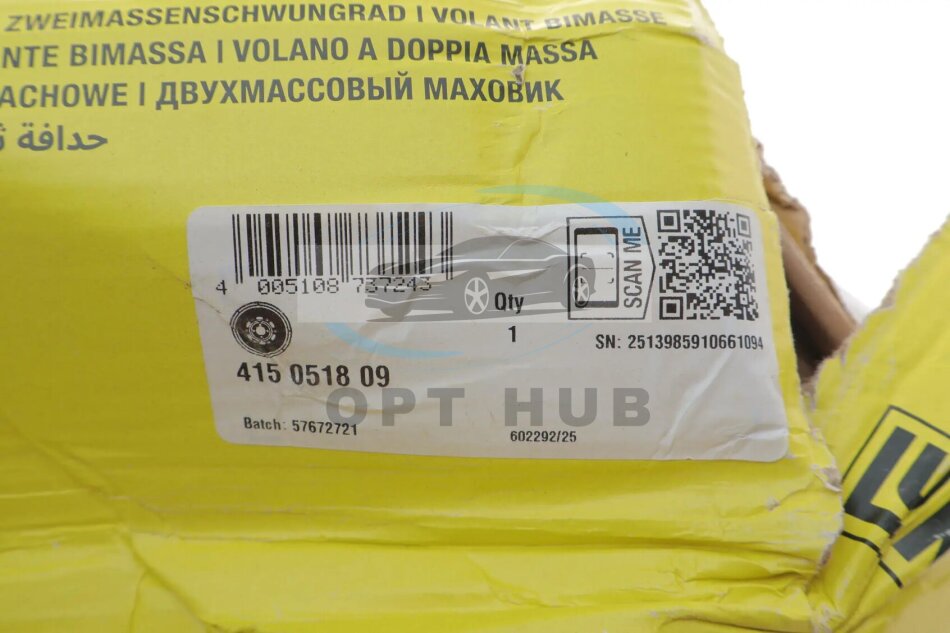 ZWEIMASSENSCHWUNGRAD I VOLANT BIMASSE
NTE BIMASSA I VOLANO A DOPPIA MASSA
ACHOWE I ДВУХМАССОВЫЙ МАХОВИК
حدافة
4 005108 737243
Qty
1
SCAN ME
SN: 2513985910661094
415 0518 09
OPT HUB
Batch: 57672721
602292/25